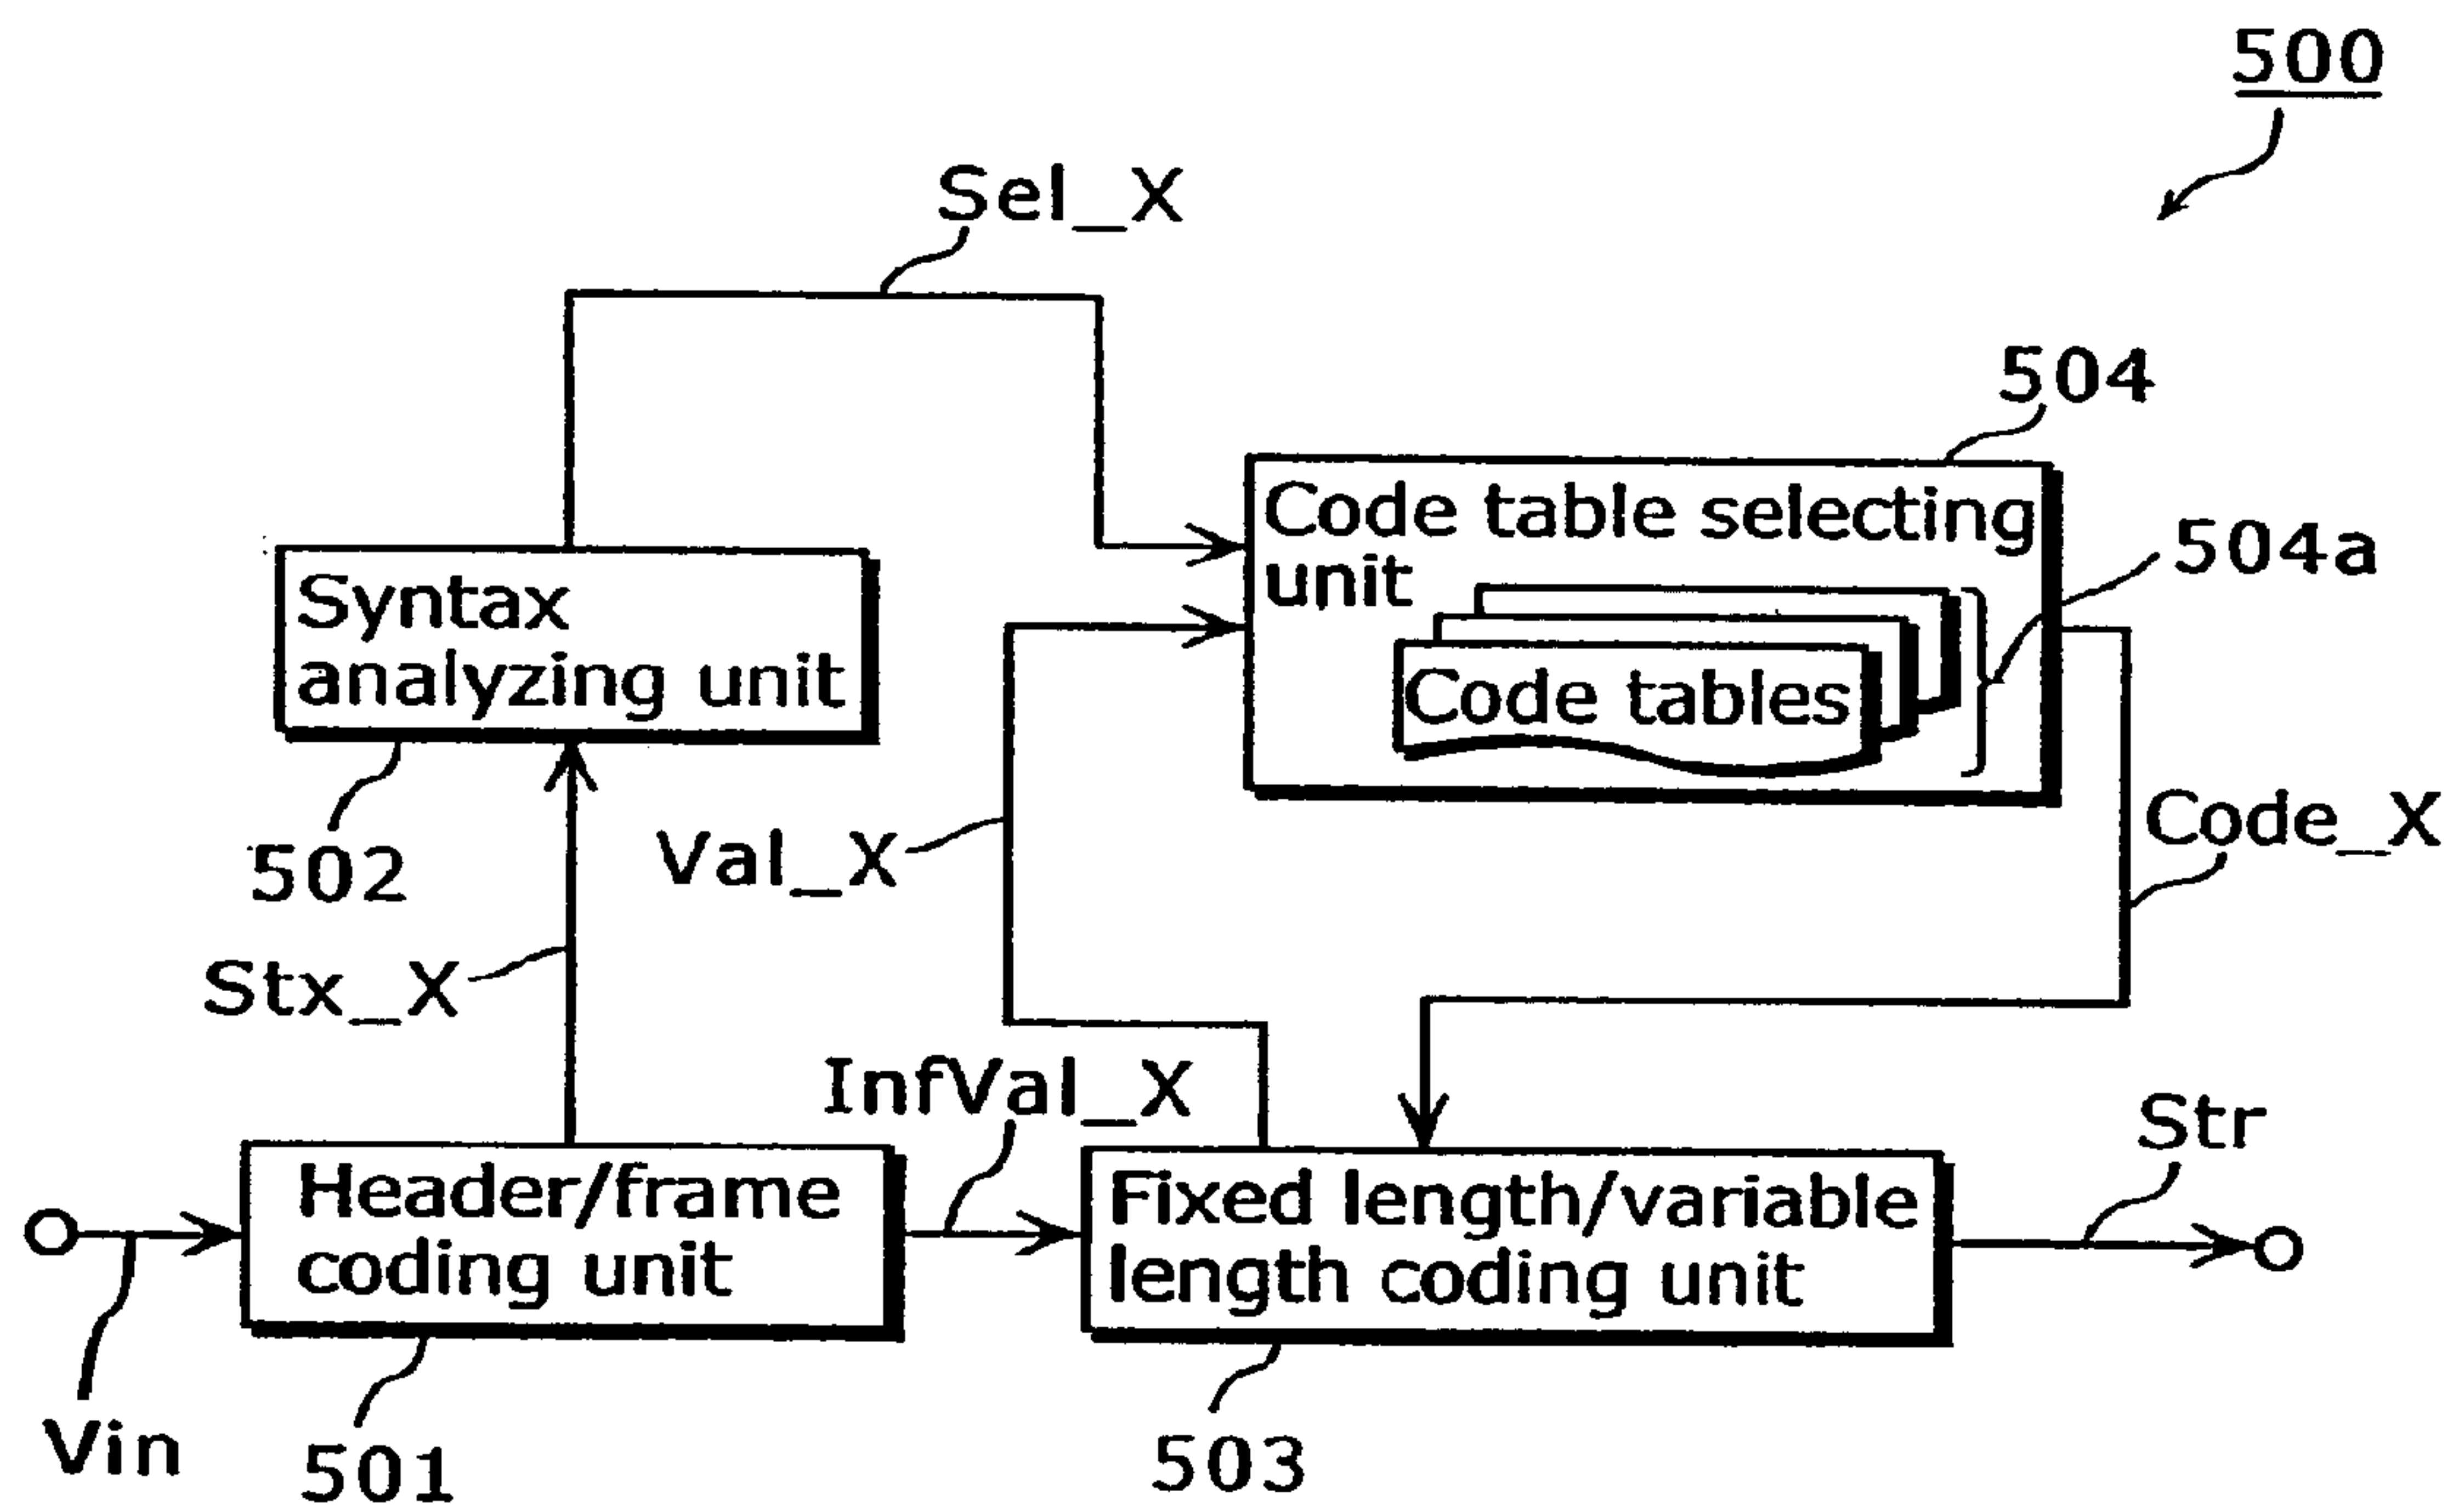 500
Sel_X
504
Code table selecting
unit
504a
Syntax
analyzing unit
Code tables
502
Val_X
Code_X
Stx_X
InfVal_X
Str
Header/frame
coding unit
Fixed length/variable
length coding unit
Vin
501
503